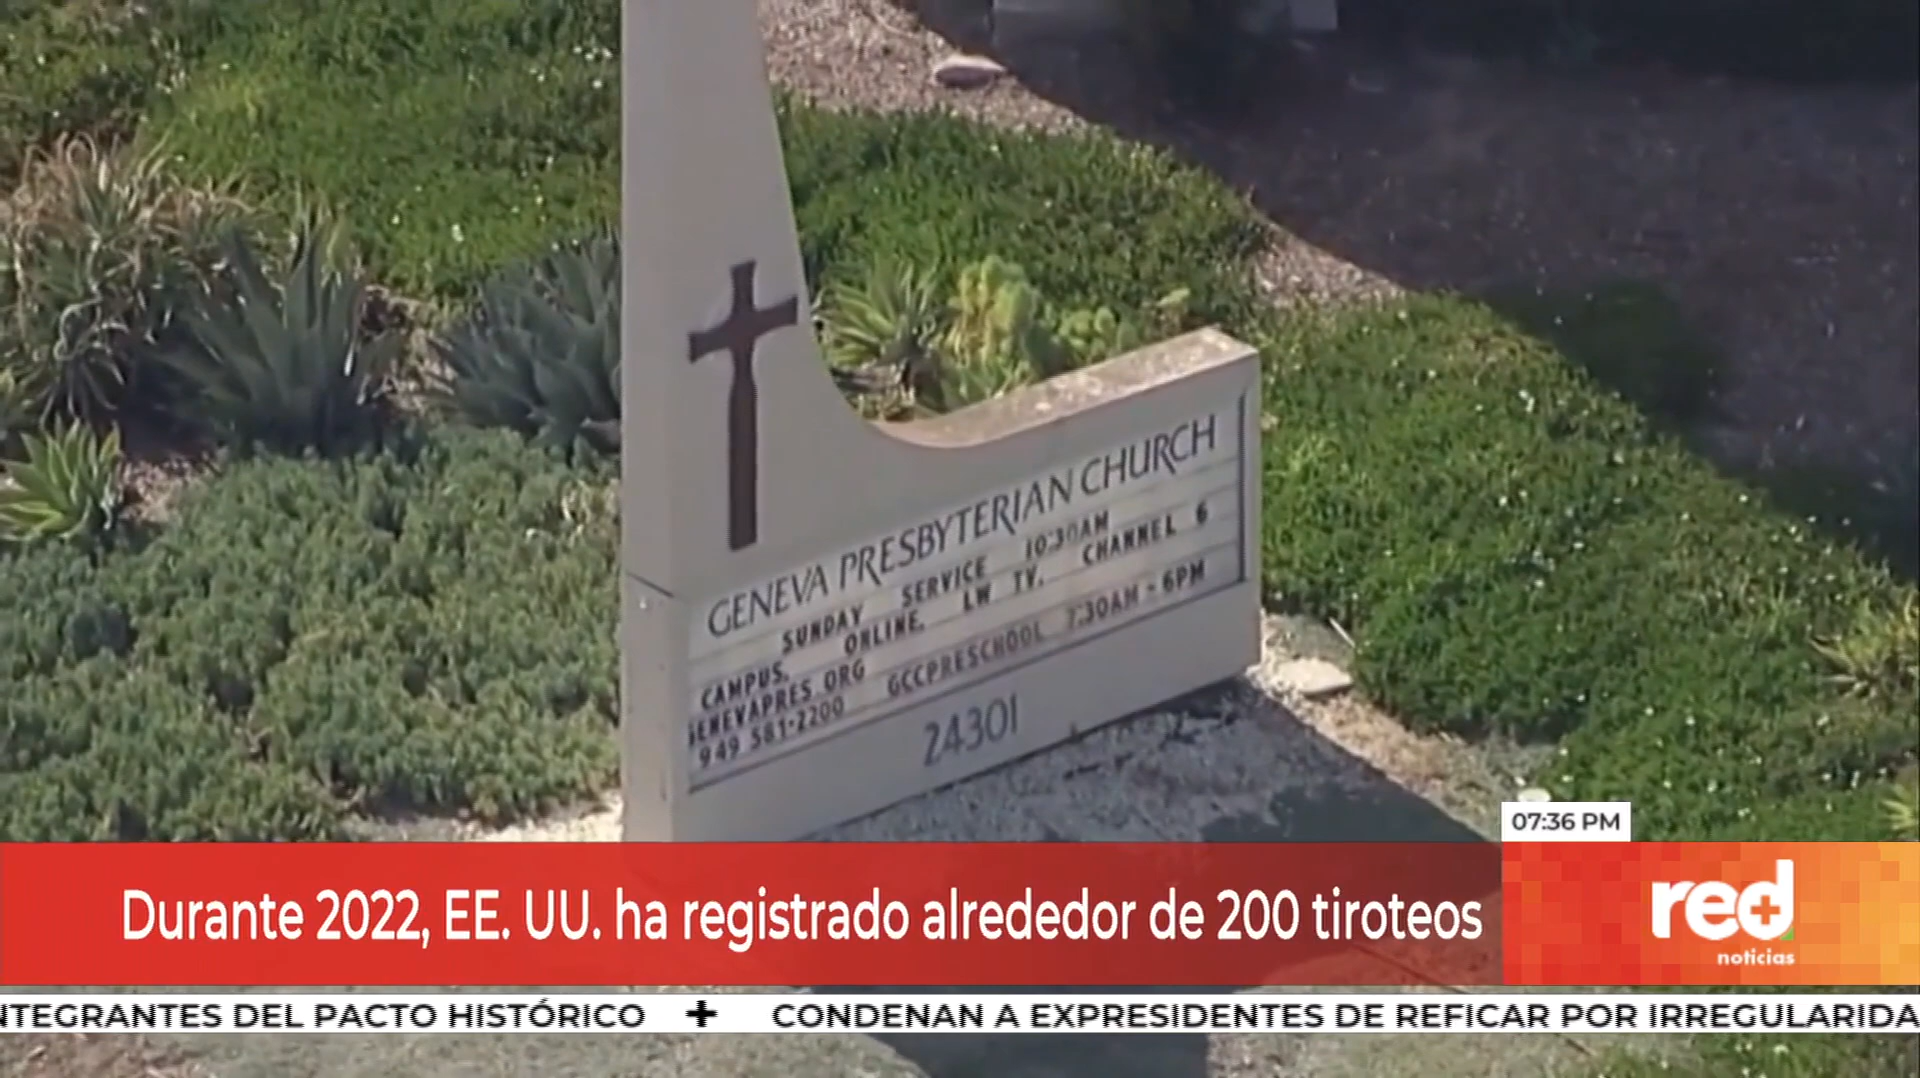 GENEVA PRESBYTERIAN CHURCH
SUNDAY SERVICE 10:30AM
CAMPUS, ONLINE, LW TV, CHANNEL 6
GENEVAPRES.ORG GCCPRESCHOOL 7:30AM - 6PM
949 581-2200
24301
07:36 PM
Durante 2022, EE. UU. ha registrado alrededor de 200 tiroteos
red+
noticias
NTEGRANTES DEL PACTO HISTÓRICO + CONDENAN A EXPRESIDENTES DE REFICAR POR IRREGULARIDA